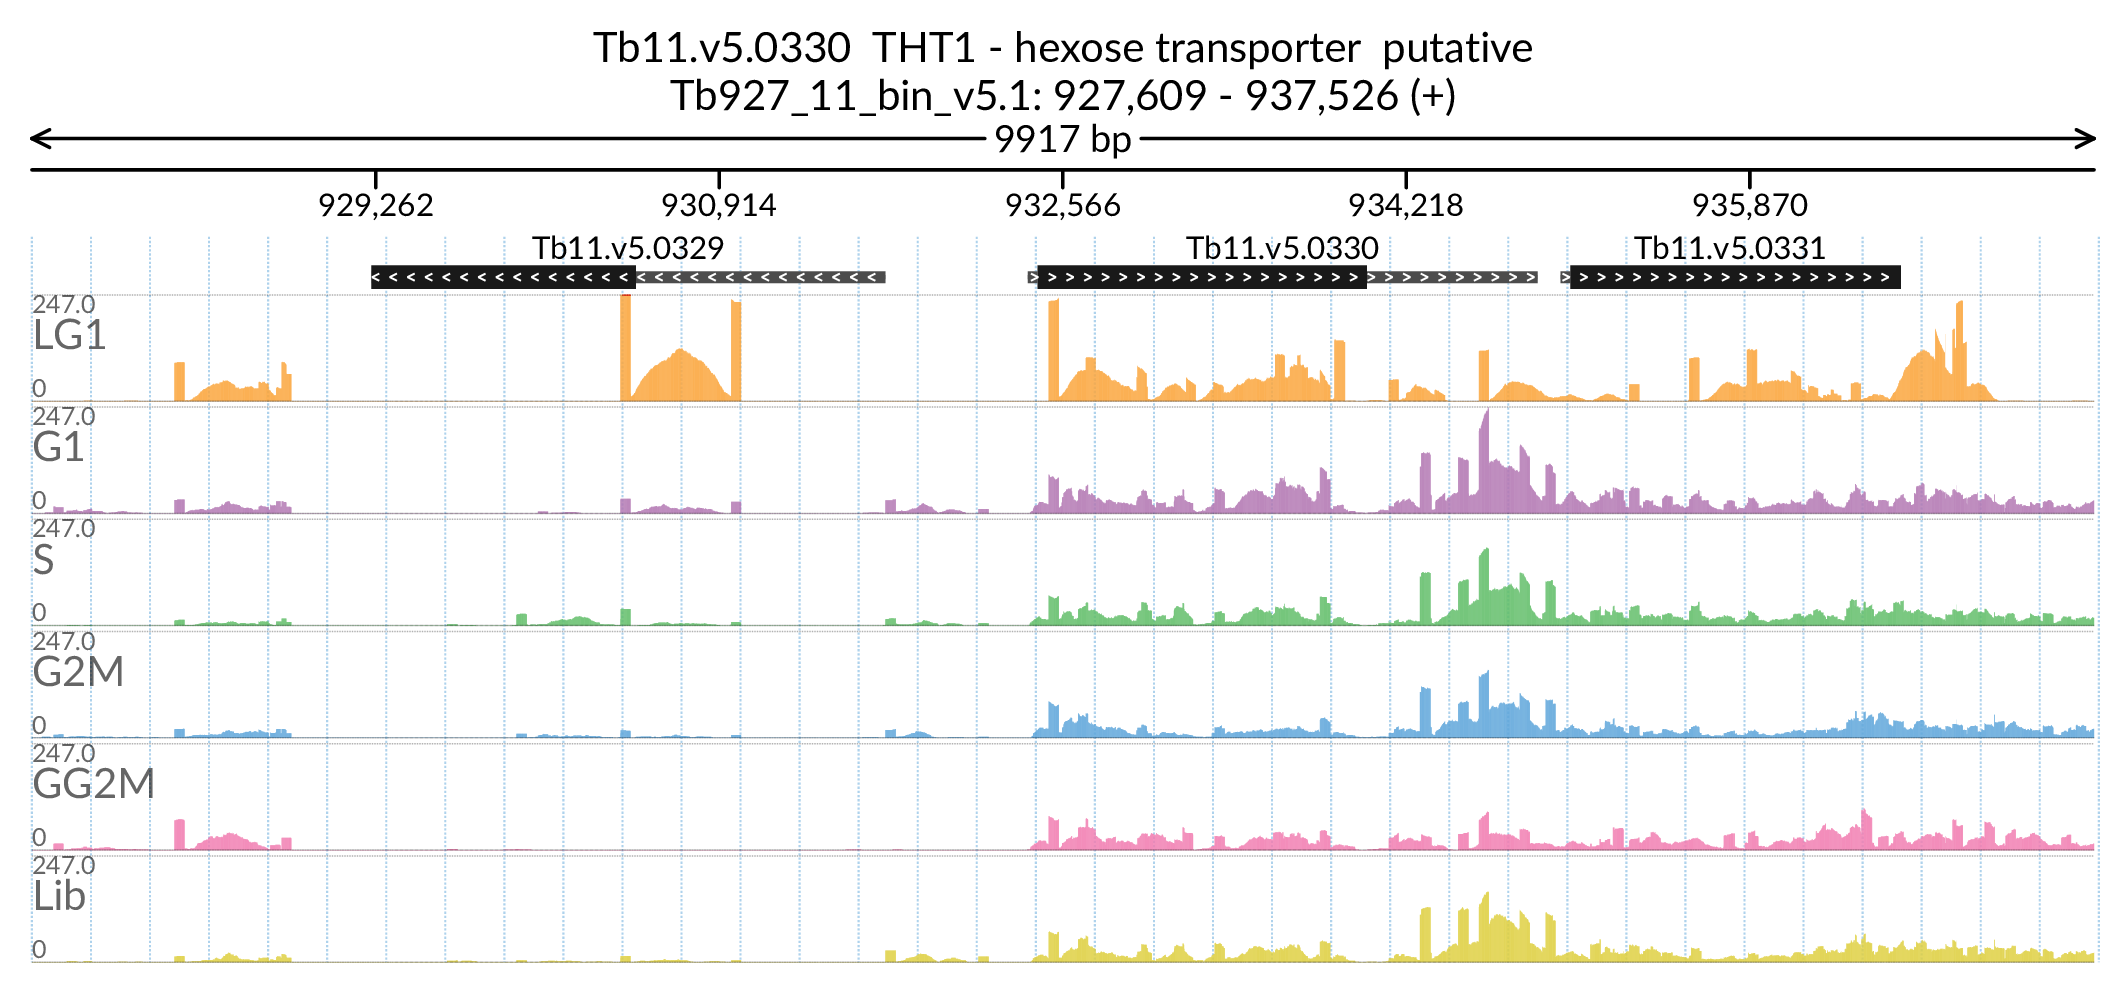 Tb11.v5.0330  THT1 - hexose transporter  putative
Tb927_11_bin_v5.1: 927,609 - 937,526 (+)
9917 bp
929,262 930,914 932,566 934,218 935,870
Tb11.v5.0329 Tb11.v5.0330 Tb11.v5.0331
247.0
LG1
0
247.0
G1
0
247.0
S
0
247.0
G2M
0
247.0
GG2M
0
247.0
Lib
0